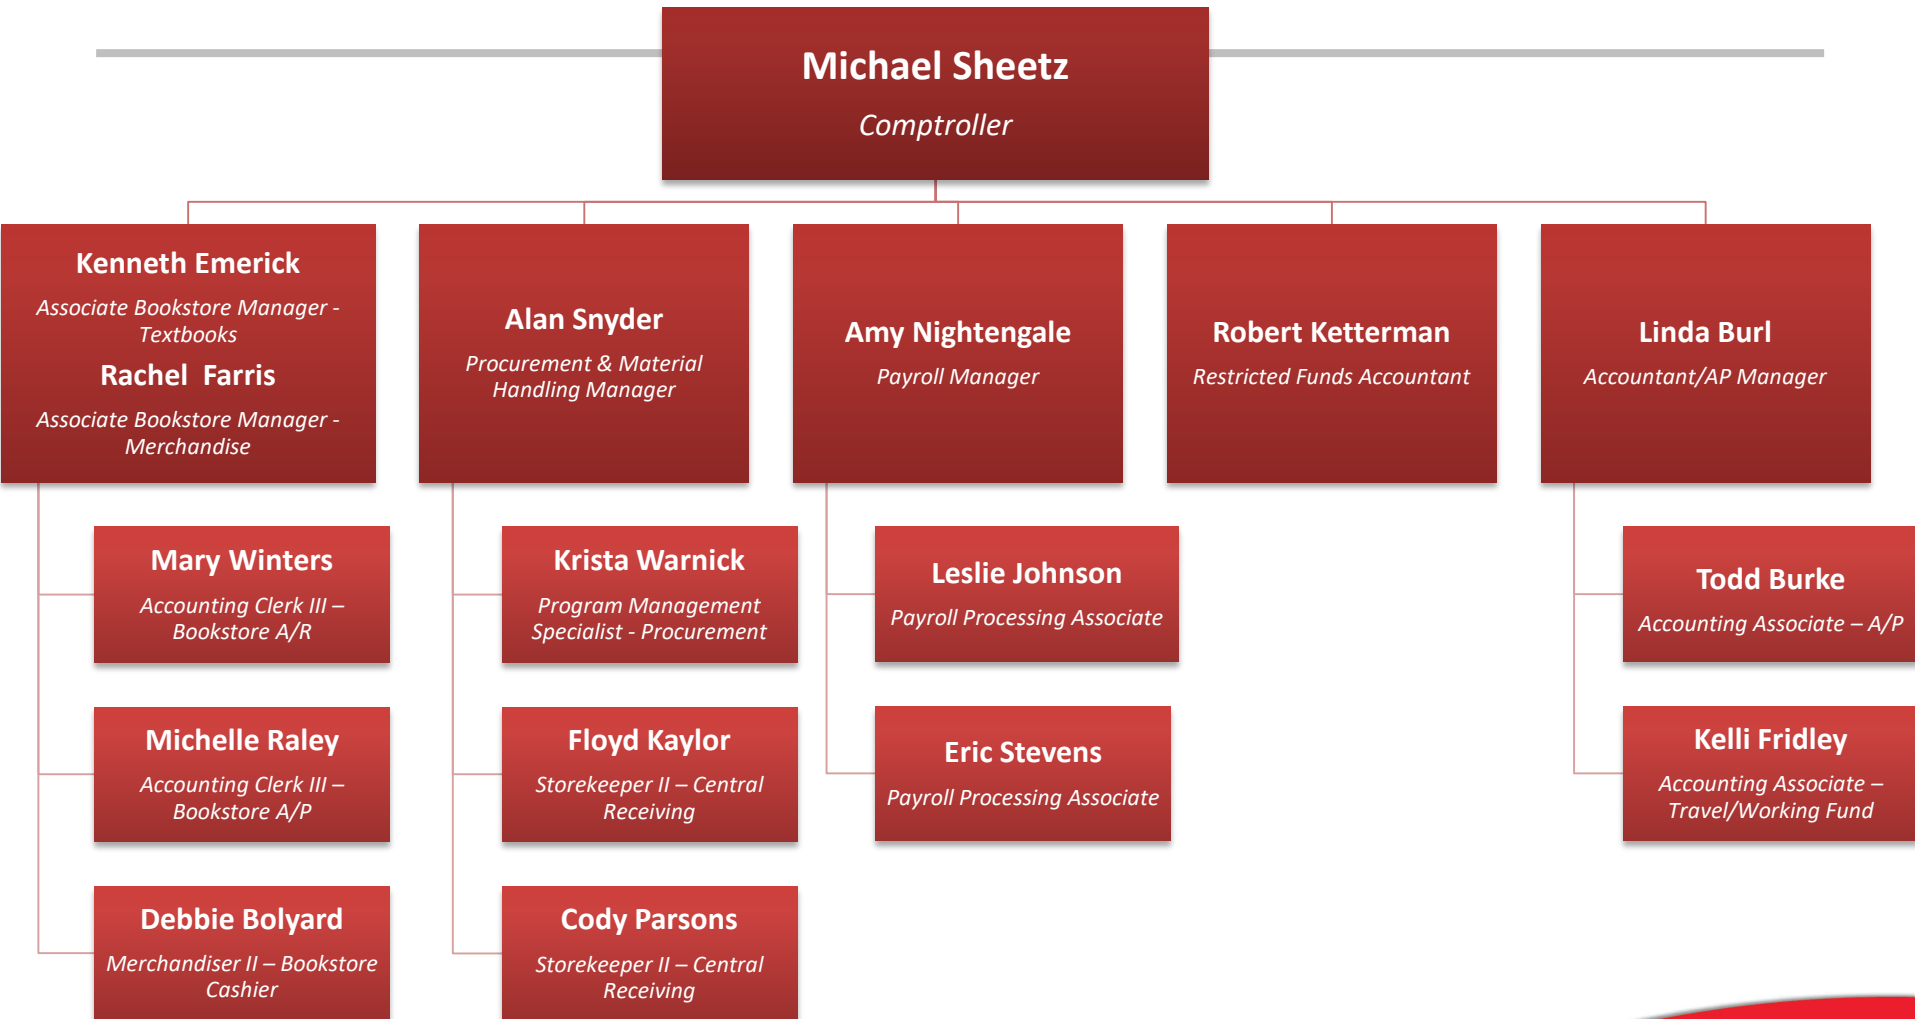 Michael Sheetz
Comptroller
Kenneth Emerick
Associate Bookstore Manager -
Textbooks
Rachel  Farris
Associate Bookstore Manager -
Merchandise
Alan Snyder
Procurement & Material
Handling Manager
Amy Nightengale
Payroll Manager
Robert Ketterman
Restricted Funds Accountant
Linda Burl
Accountant/AP Manager
Mary Winters
Accounting Clerk III –
Bookstore A/R
Michelle Raley
Accounting Clerk III –
Bookstore A/P
Debbie Bolyard
Merchandiser II – Bookstore
Cashier
Krista Warnick
Program Management
Specialist - Procurement
Floyd Kaylor
Storekeeper II – Central
Receiving
Cody Parsons
Storekeeper II – Central
Receiving
Leslie Johnson
Payroll Processing Associate
Eric Stevens
Payroll Processing Associate
Todd Burke
Accounting Associate – A/P
Kelli Fridley
Accounting Associate –
Travel/Working Fund